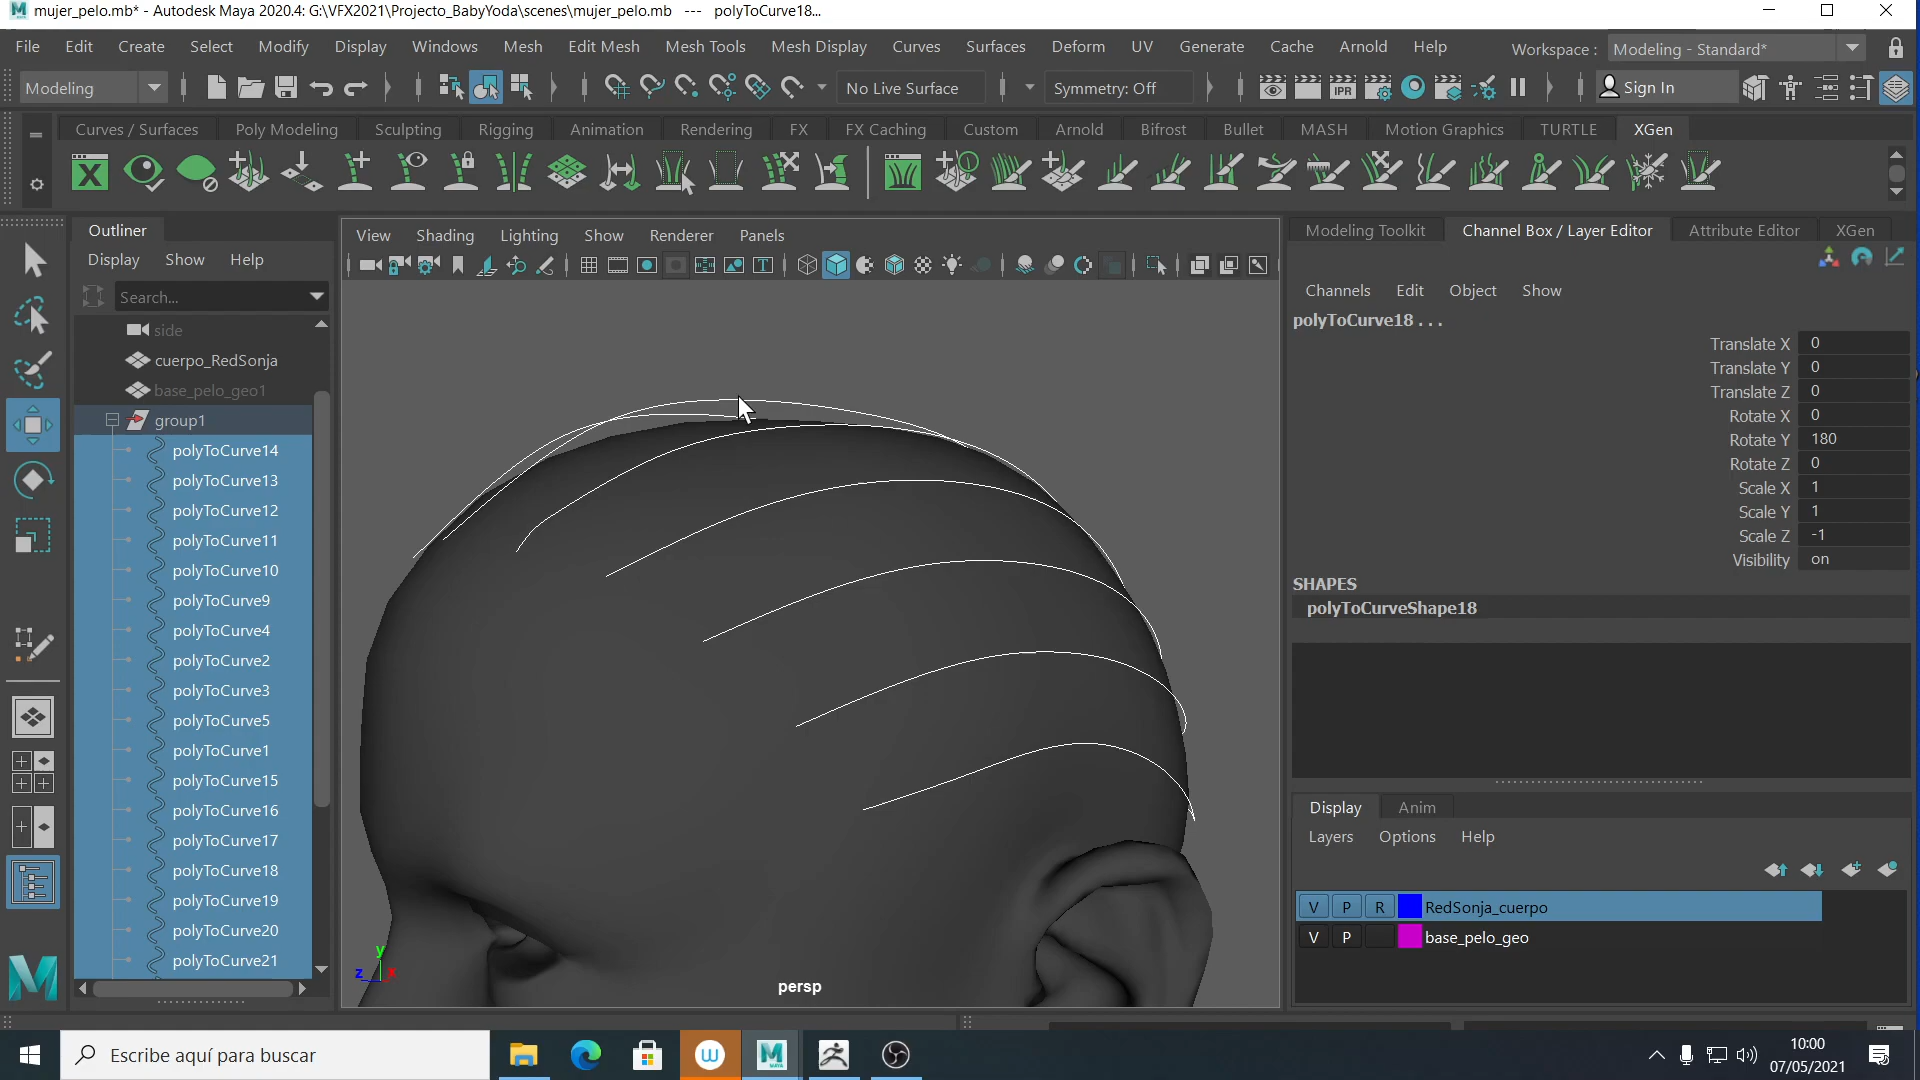 mujer_pelo.mb* - Autodesk Maya 2020.4: G:\VFX2021\Projecto_BabyYoda\scenes\mujer_pelo.mb --- polyToCurve18...
File Edit Create Select Modify Display Windows Mesh Edit Mesh Mesh Tools Mesh Display Curves Surfaces Deform UV Generate Cache Arnold Help Workspace : Modeling - Standard*
Modeling No Live Surface Symmetry: Off IPR Sign In
Curves / Surfaces Poly Modeling Sculpting Rigging Animation Rendering FX FX Caching Custom Arnold Bifrost Bullet MASH Motion Graphics TURTLE XGen
Outliner
Display Show Help
Search...
side
cuerpo_RedSonja
base_pelo_geo1
group1
polyToCurve14
polyToCurve13
polyToCurve12
polyToCurve11
polyToCurve10
polyToCurve9
polyToCurve4
polyToCurve2
polyToCurve3
polyToCurve5
polyToCurve1
polyToCurve15
polyToCurve16
polyToCurve17
polyToCurve18
polyToCurve19
polyToCurve20
polyToCurve21
View Shading Lighting Show Renderer Panels
y
z x
persp
Modeling Toolkit Channel Box / Layer Editor Attribute Editor XGen
Channels Edit Object Show
polyToCurve18 . . .
Translate X 0
Translate Y 0
Translate Z 0
Rotate X 0
Rotate Y 180
Rotate Z 0
Scale X 1
Scale Y 1
Scale Z -1
Visibility on
SHAPES
polyToCurveShape18
Display Anim
Layers Options Help
V P R RedSonja_cuerpo
V P base_pelo_geo
Escribe aquí para buscar
10:00
07/05/2021